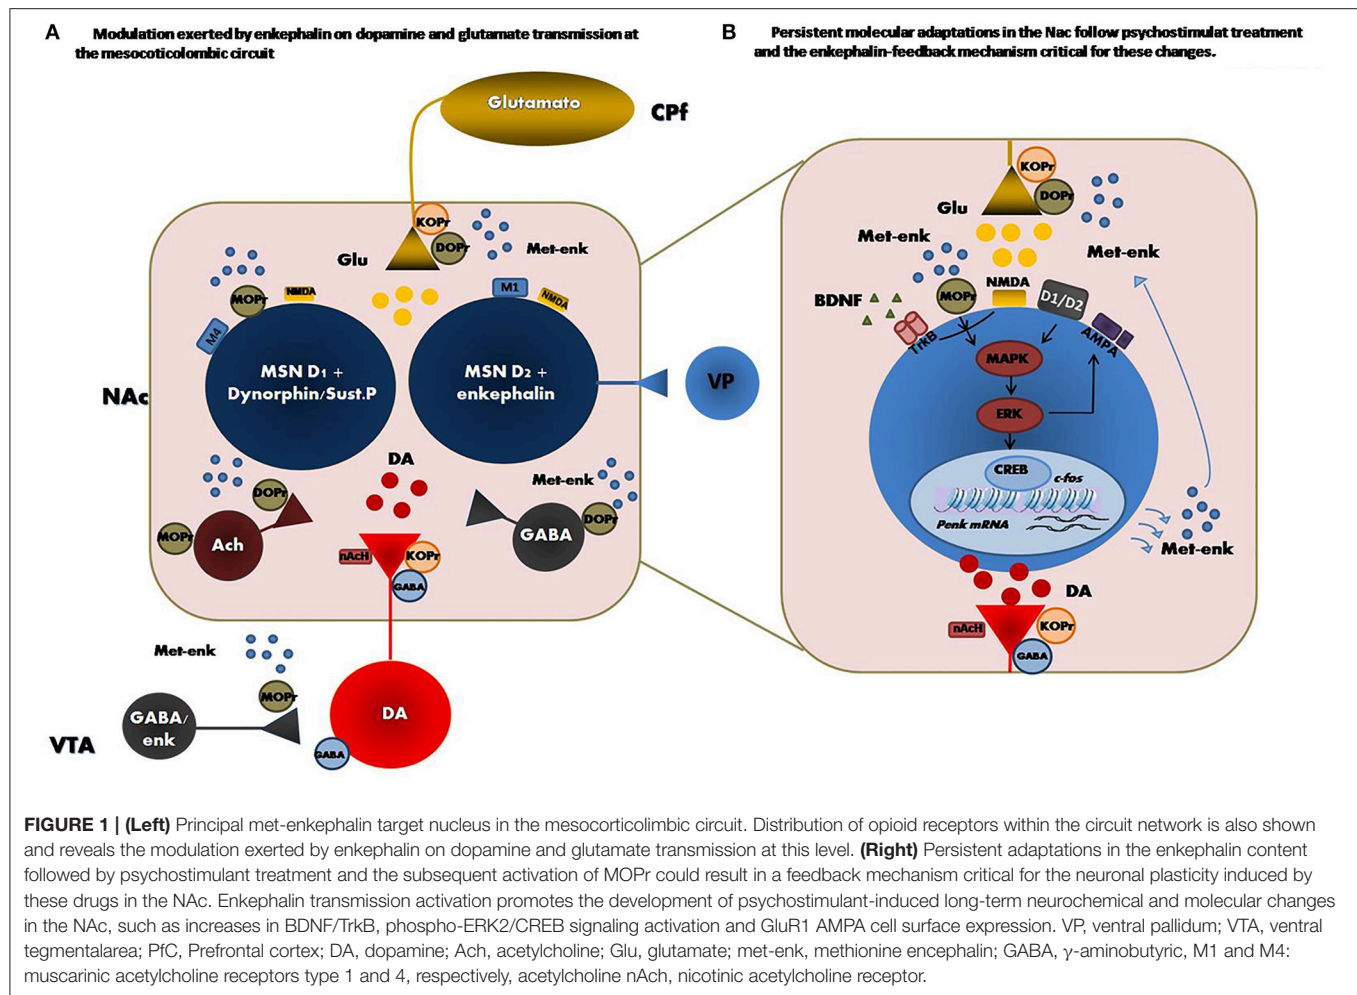 A Modulation exerted by enkephalin on dopamine and glutamate transmission at
the mesocoticolombic circuit
B Persistent molecular adaptations in the Nac follow psychostimulat treatment
and the enkephalin-feedback mechanism critical for these changes.
Glutamato
CPf
KOPr
DOPr
Glu
Met-enk
MOPr
NMDA
M4
M1
NMDA
MSN D1 +
Dynorphin/Sust.P
MSN D2 +
enkephalin
VP
NAc
DA
DOPr
MOPr
Ach
Met-enk
DOPr
GABA
nAcH
KOPr
GABA
Met-enk
MOPr
GABA/
enk
VTA
GABA
DA
KOPr
DOPr
Glu
Met-enk
Met-enk
NMDA
BDNF
MOPr
D1/D2
TrkB
AMPA
MAPK
ERK
CREB
c-fos
Penk mRNA
Met-enk
DA
nAcH
KOPr
GABA
FIGURE 1 | (Left) Principal met-enkephalin target nucleus in the mesocorticolimbic circuit. Distribution of opioid receptors within the circuit network is also shown
and reveals the modulation exerted by enkephalin on dopamine and glutamate transmission at this level. (Right) Persistent adaptations in the enkephalin content
followed by psychostimulant treatment and the subsequent activation of MOPr could result in a feedback mechanism critical for the neuronal plasticity induced by
these drugs in the NAc. Enkephalin transmission activation promotes the development of psychostimulant-induced long-term neurochemical and molecular changes
in the NAc, such as increases in BDNF/TrkB, phospho-ERK2/CREB signaling activation and GluR1 AMPA cell surface expression. VP, ventral pallidum; VTA, ventral
tegmentalarea; PfC, Prefrontal cortex; DA, dopamine; Ach, acetylcholine; Glu, glutamate; met-enk, methionine encephalin; GABA, γ-aminobutyric, M1 and M4:
muscarinic acetylcholine receptors type 1 and 4, respectively, acetylcholine nAch, nicotinic acetylcholine receptor.